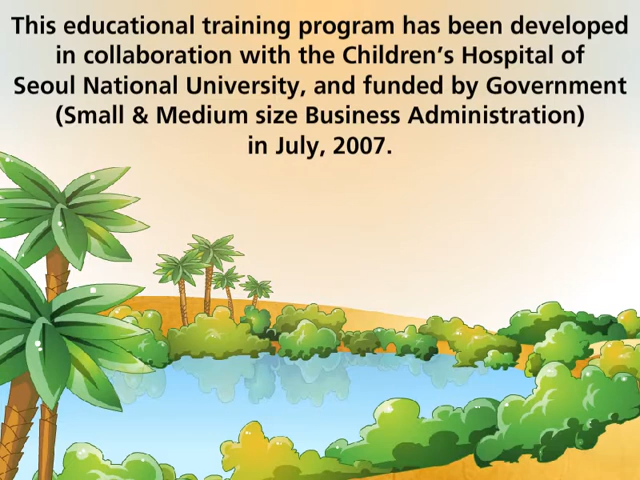 This educational training program has been developed
in collaboration with the Children's Hospital of
Seoul National University, and funded by Government
(Small & Medium size Business Administration)
in July, 2007.